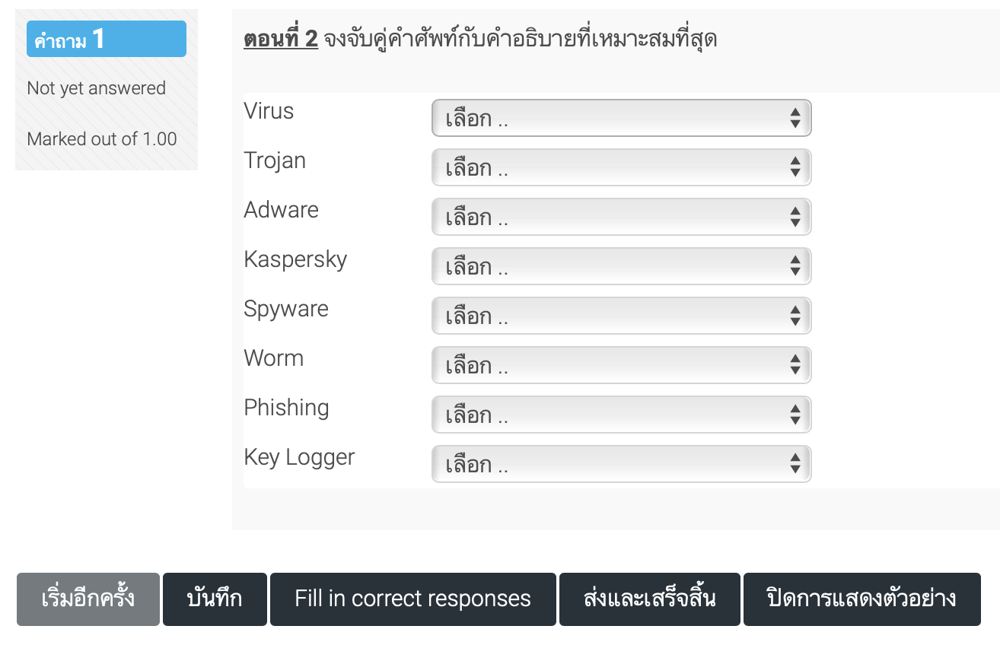 คำถาม 1
Not yet answered
Marked out of 1.00
ตอนที่ 2 จงจับคู่คำศัพท์กับคำอธิบายที่เหมาะสมที่สุด
Virus เลือก ..
Trojan เลือก ..
Adware เลือก ..
Kaspersky เลือก ..
Spyware เลือก ..
Worm เลือก ..
Phishing เลือก ..
Key Logger เลือก ..
เริ่มอีกครั้ง บันทึก Fill in correct responses ส่งและเสร็จสิ้น ปิดการแสดงตัวอย่าง